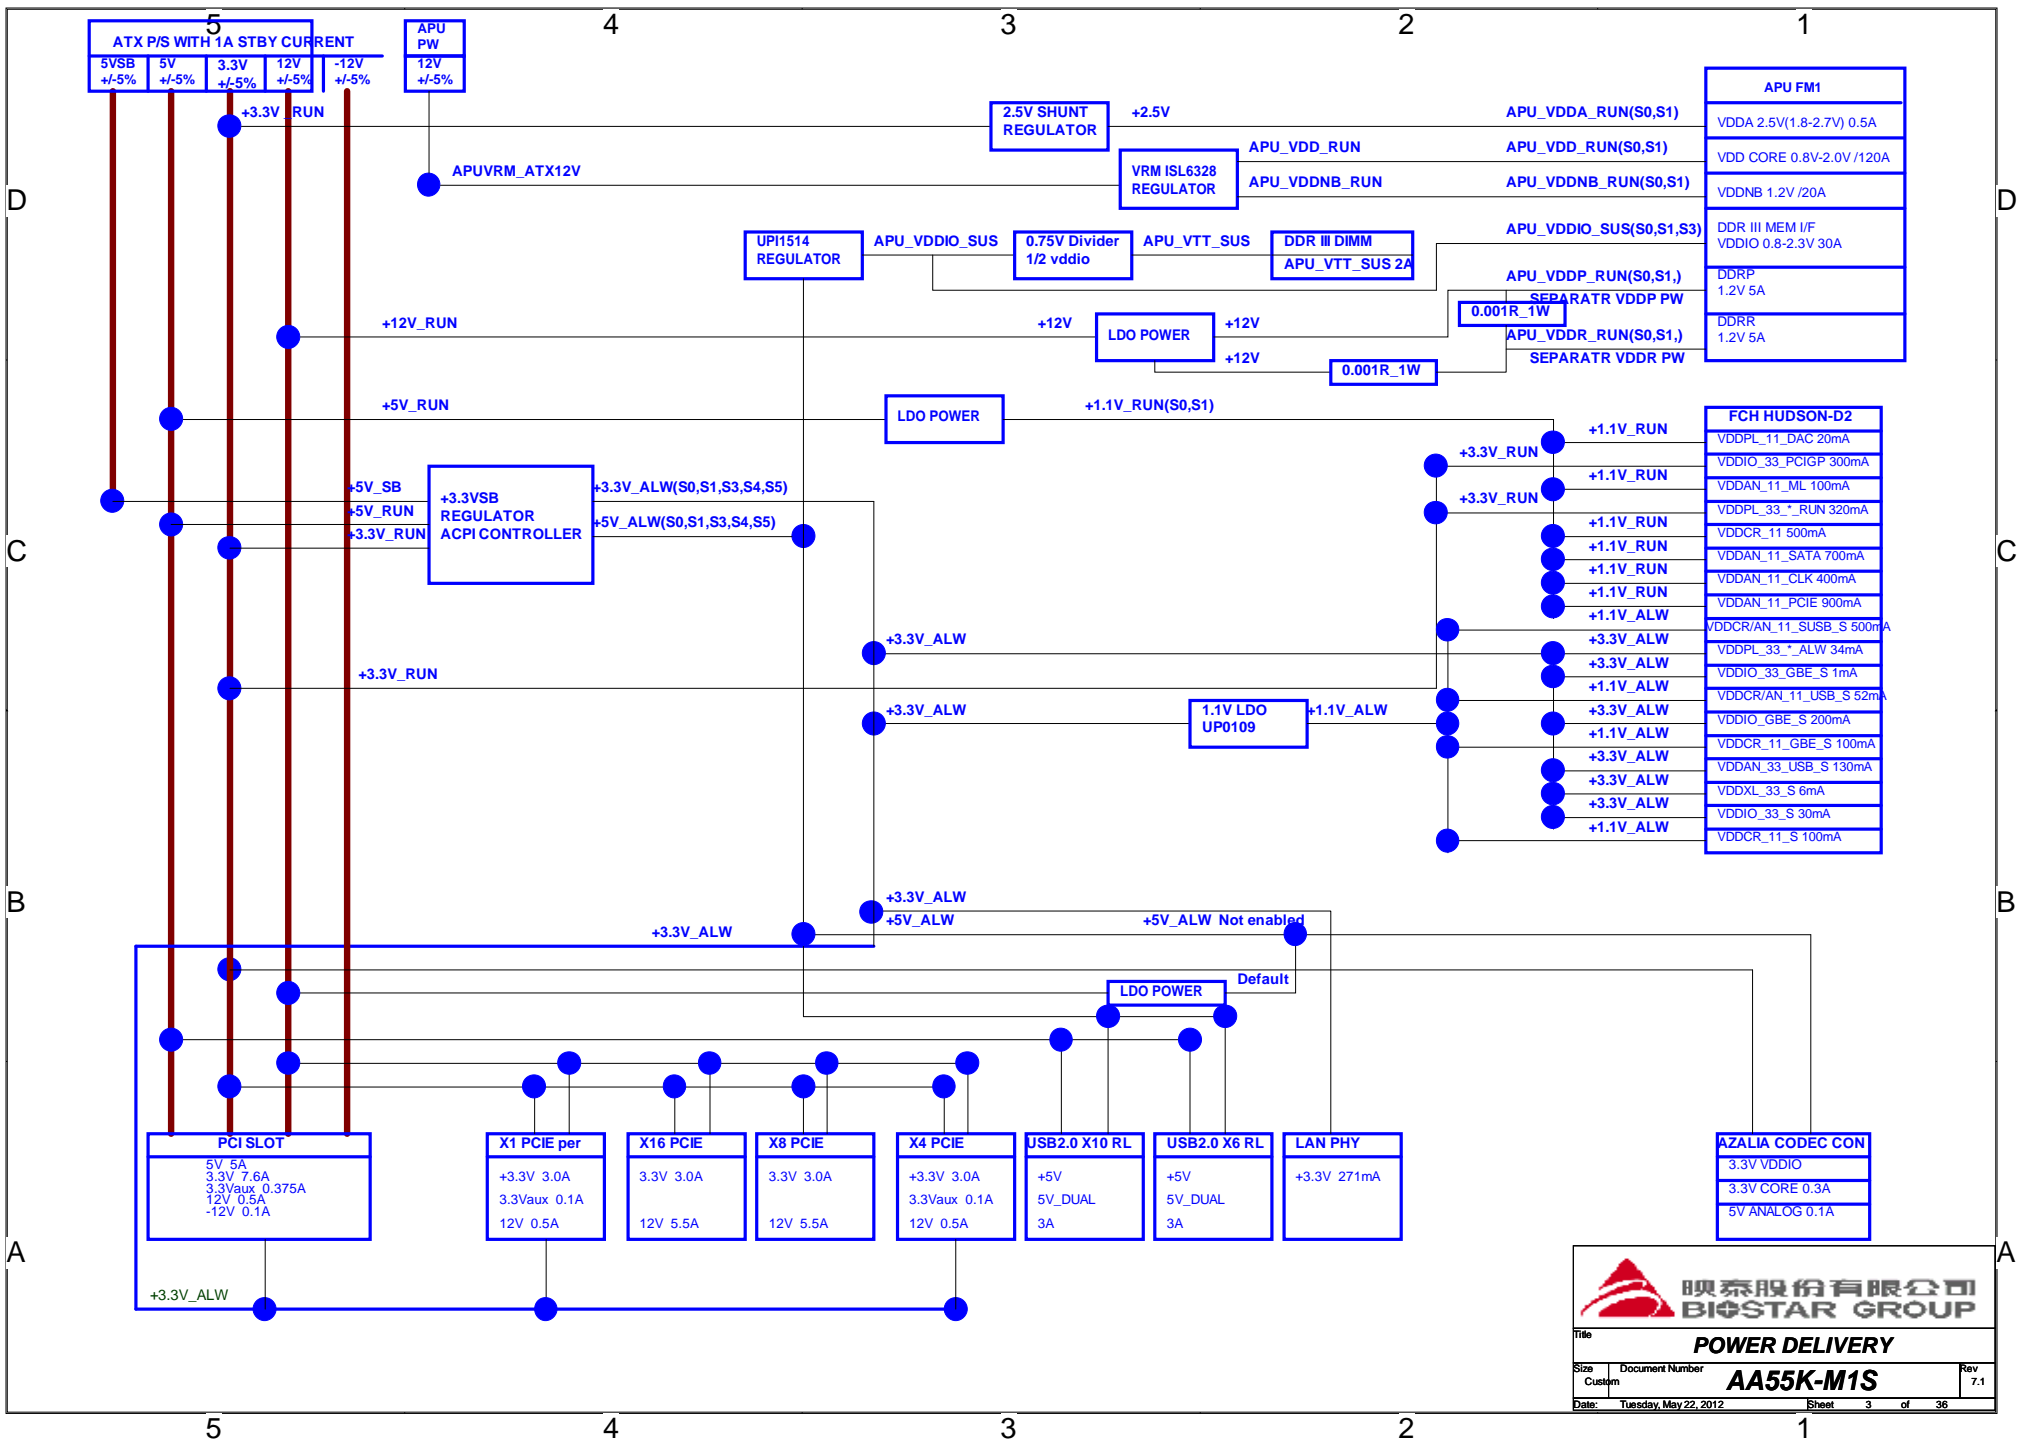 5 4 3 2 1
ATX P/S WITH 1A STBY CURRENT
5VSB
+/-5%
5V
+/-5%
3.3V
+/-5%
12V
+/-5%
-12V
+/-5%
APU
PW
12V
+/-5%
+3.3V_RUN
2.5V SHUNT
REGULATOR
+2.5V
APU_VDDA_RUN(S0,S1)
APU FM1
VDDA 2.5V(1.8-2.7V) 0.5A
APUVRM_ATX12V
VRM ISL6328
REGULATOR
APU_VDD_RUN
APU_VDD_RUN(S0,S1)
VDD CORE 0.8V-2.0V /120A
APU_VDDNB_RUN
APU_VDDNB_RUN(S0,S1)
VDDNB 1.2V /20A
D
D
UPI1514
REGULATOR
APU_VDDIO_SUS
0.75V Divider
1/2 vddio
APU_VTT_SUS
DDR III DIMM
APU_VTT_SUS 2A
APU_VDDIO_SUS(S0,S1,S3)
DDR III MEM I/F
VDDIO 0.8-2.3V 30A
APU_VDDP_RUN(S0,S1,)
SEPARATR VDDP PW
DDRP
1.2V 5A
0.001R_1W
+12V_RUN
+12V
LDO POWER
+12V
+12V
APU_VDDR_RUN(S0,S1,)
SEPARATR VDDR PW
DDRR
1.2V 5A
0.001R_1W
+5V_RUN
LDO POWER
+1.1V_RUN(S0,S1)
FCH HUDSON-D2
+1.1V_RUN
VDDPL_11_DAC 20mA
+3.3V_RUN
VDDIO_33_PCIGP 300mA
+1.1V_RUN
VDDAN_11_ML 100mA
+3.3V_RUN
VDDPL_33_*_RUN 320mA
+1.1V_RUN
VDDCR_11 500mA
+1.1V_RUN
VDDAN_11_SATA 700mA
+1.1V_RUN
VDDAN_11_CLK 400mA
+1.1V_RUN
VDDAN_11_PCIE 900mA
+1.1V_ALW
VDDCR/AN_11_SUSB_S 500mA
+3.3V_ALW
VDDPL_33_*_ALW 34mA
+3.3V_ALW
VDDIO_33_GBE_S 1mA
+1.1V_ALW
VDDCR/AN_11_USB_S 52mA
+3.3V_ALW
VDDIO_GBE_S 200mA
+1.1V_ALW
VDDCR_11_GBE_S 100mA
+3.3V_ALW
VDDAN_33_USB_S 130mA
+3.3V_ALW
VDDXL_33_S 6mA
+3.3V_ALW
VDDIO_33_S 30mA
+1.1V_ALW
VDDCR_11_S 100mA
+5V_SB
+5V_RUN
+3.3V_RUN
+3.3VSB
REGULATOR
ACPI CONTROLLER
+3.3V_ALW(S0,S1,S3,S4,S5)
+5V_ALW(S0,S1,S3,S4,S5)
C
C
+3.3V_ALW
+3.3V_RUN
+3.3V_ALW
1.1V LDO
UP0109
+1.1V_ALW
B
B
+3.3V_ALW
+5V_ALW
+5V_ALW Not enabled
+3.3V_ALW
Default
LDO POWER
PCI SLOT
5V 5A
3.3V 7.6A
3.3Vaux 0.375A
12V 0.5A
-12V 0.1A
X1 PCIE per
+3.3V 3.0A
3.3Vaux 0.1A
12V 0.5A
X16 PCIE
3.3V 3.0A
12V 5.5A
X8 PCIE
3.3V 3.0A
12V 5.5A
X4 PCIE
+3.3V 3.0A
3.3Vaux 0.1A
12V 0.5A
USB2.0 X10 RL
+5V
5V_DUAL
3A
USB2.0 X6 RL
+5V
5V_DUAL
3A
LAN PHY
+3.3V 271mA
AZALIA CODEC CON
3.3V VDDIO
3.3V CORE 0.3A
5V ANALOG 0.1A
A
A
+3.3V_ALW
映泰股份有限公司
BIOSTAR GROUP
Title
POWER DELIVERY
Size
Custom
Document Number
AA55K-M1S
Rev
7.1
Date: Tuesday, May 22, 2012 Sheet 3 of 36
5 4 3 2 1